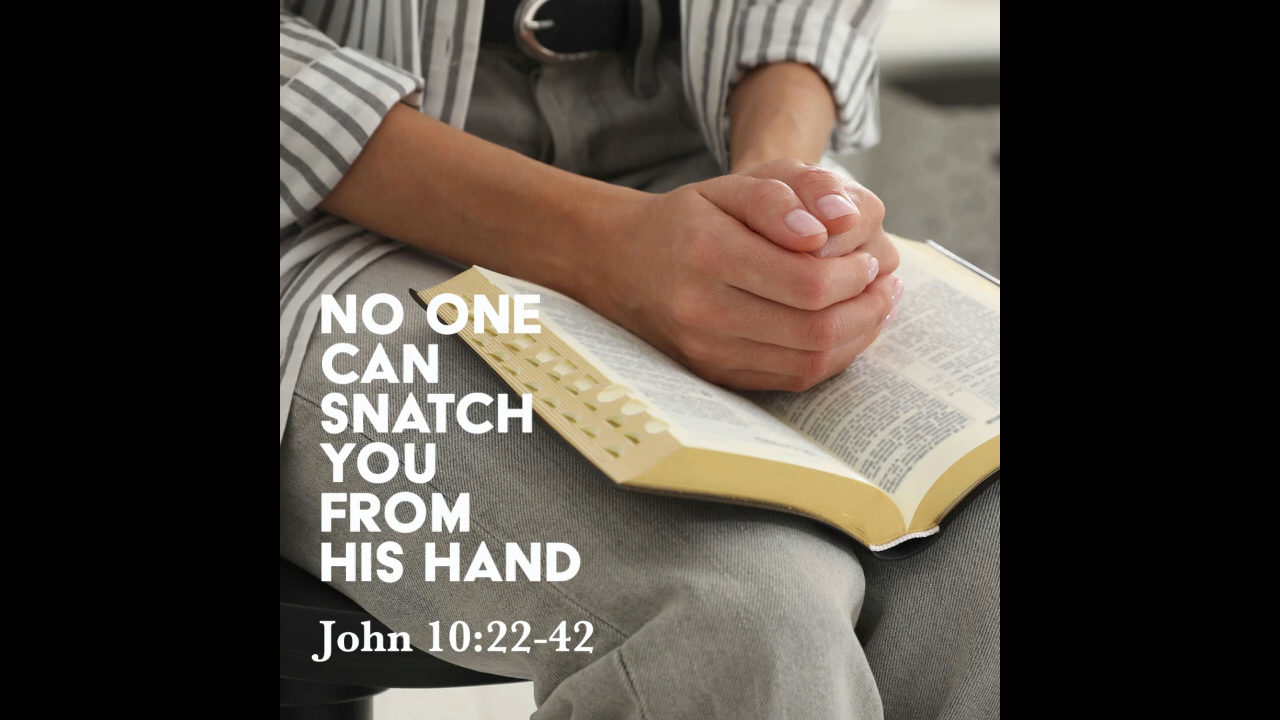 NO ONE
CAN
SNATCH
YOU
FROM
HIS HAND
John 10:22-42